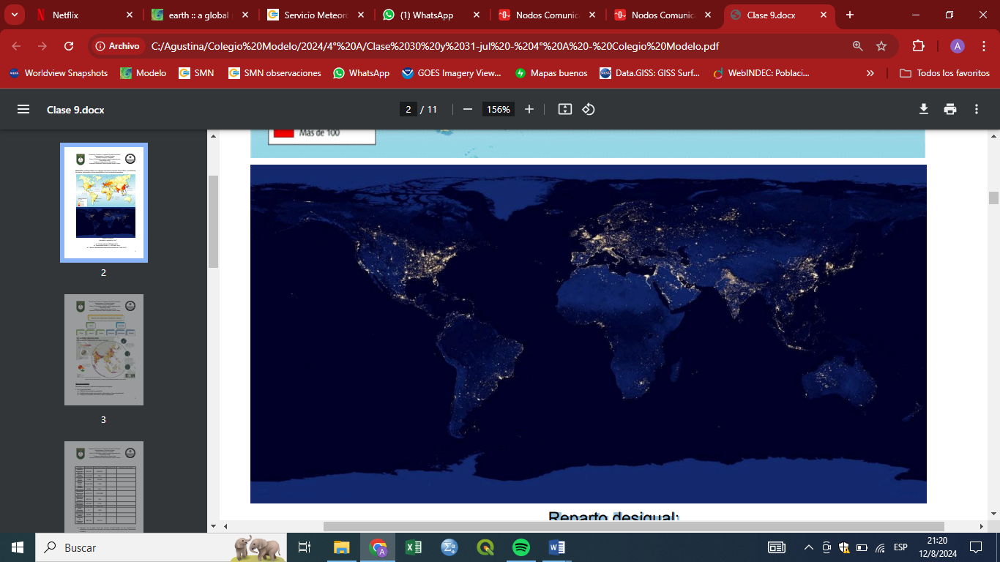 Netflix
earth :: a global
Servicio Meteoro
(1) WhatsApp
Nodos Comunic
Nodos Comunic
Clase 9.docx
Archivo
C:/Agustina/Colegio%20Modelo/2024/4°%20A/Clase%2030%20y%2031-jul%20-%204°%20A%20-%20Colegio%20Modelo.pdf
A
Worldview Snapshots
Modelo
SMN
SMN observaciones
WhatsApp
GOES Imagery View...
Mapas buenos
Data.GISS: GISS Surf...
WebINDEC: Poblaci...
»
Todos los favoritos
Clase 9.docx
2 / 11
156%
Más de 100
2
3
Reparto desigual:
Buscar
ESP
21:20
12/8/2024